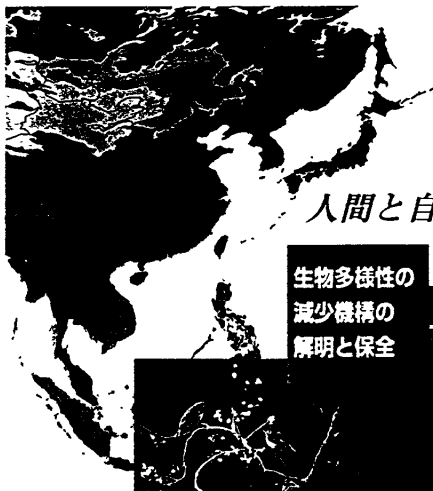 人間と自
生物多様性の
減少機構の
解明と保全